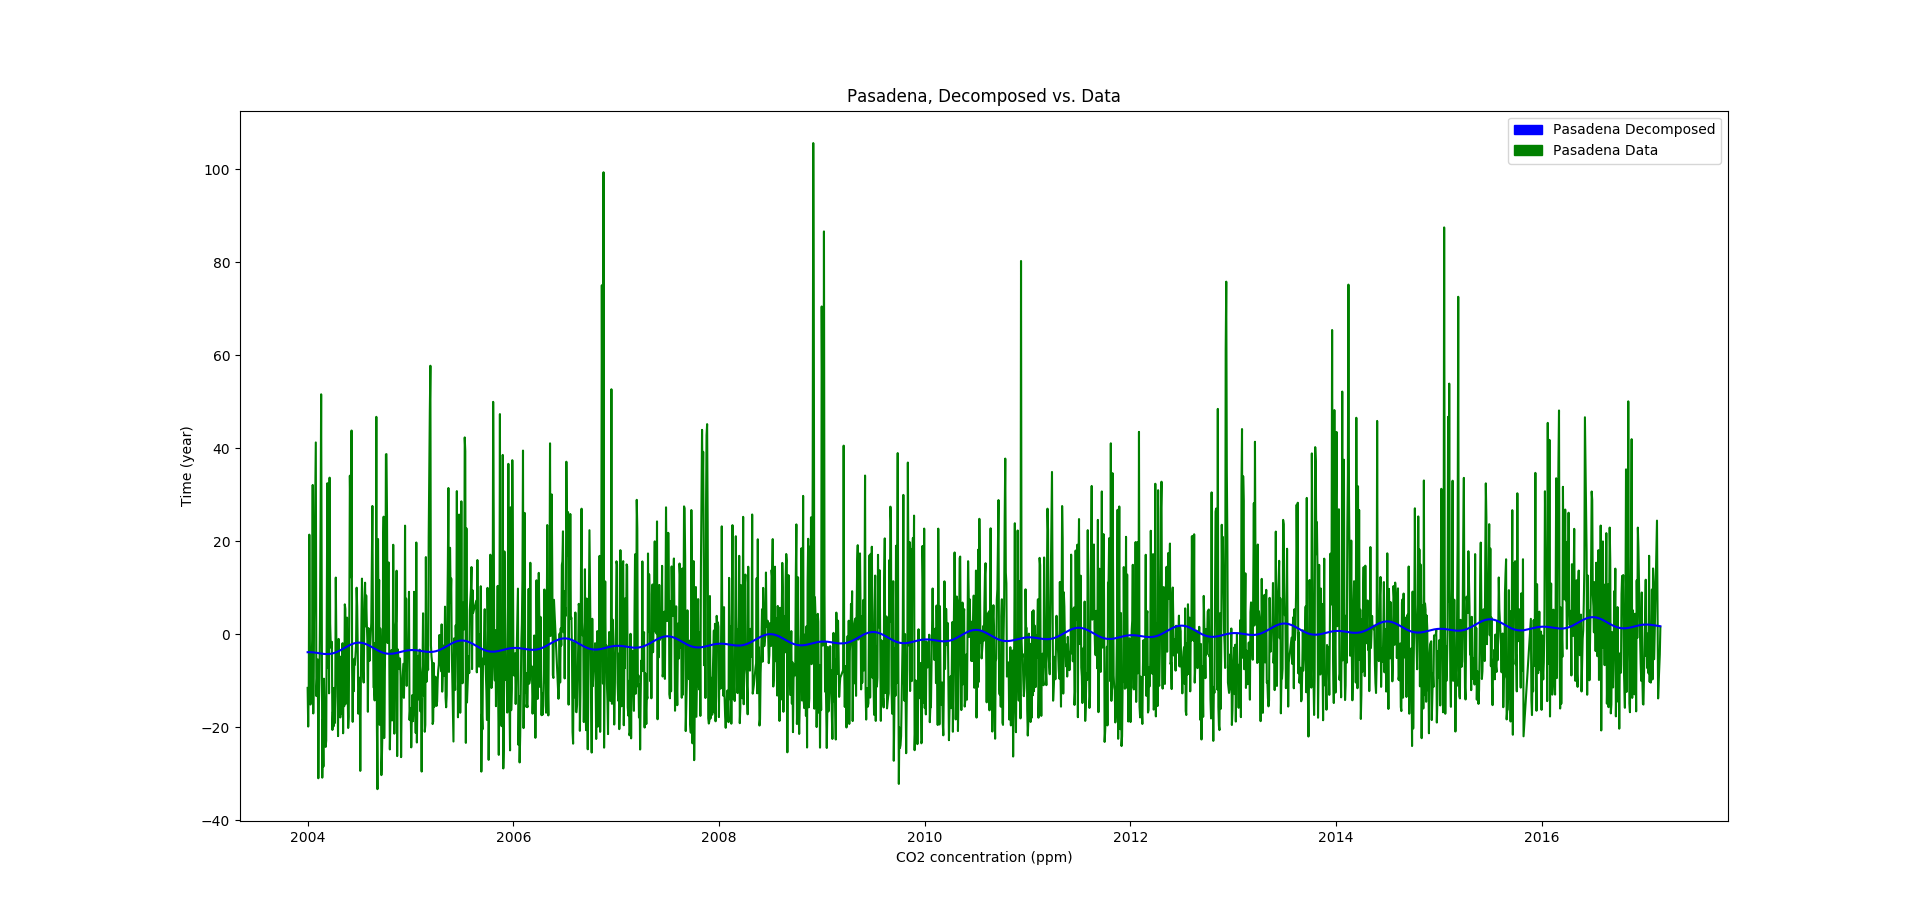 Pasadena, Decomposed vs. Data
Pasadena Decomposed
Pasadena Data
100
80
60
40
20
0
−20
−40
Time (year)
2004 2006 2008 2010 2012 2014 2016
CO2 concentration (ppm)